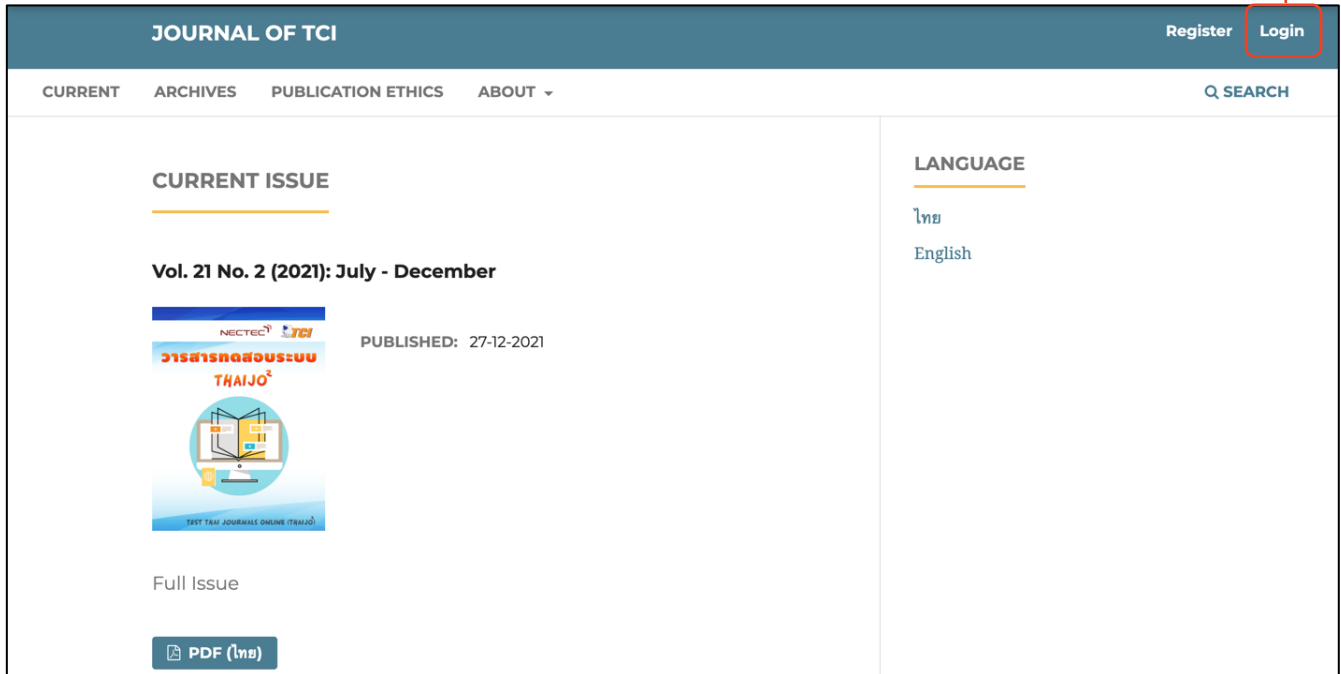 JOURNAL OF TCI
Register Login
CURRENT ARCHIVES PUBLICATION ETHICS ABOUT
SEARCH
CURRENT ISSUE
Vol. 21 No. 2 (2021): July - December
NECTEC TCI
วารสารทดสอบระบบ
THAIJO2
TEST THAI JOURNALS ONLINE (THAIJO)
PUBLISHED: 27-12-2021
Full Issue
PDF (ไทย)
LANGUAGE
ไทย
English